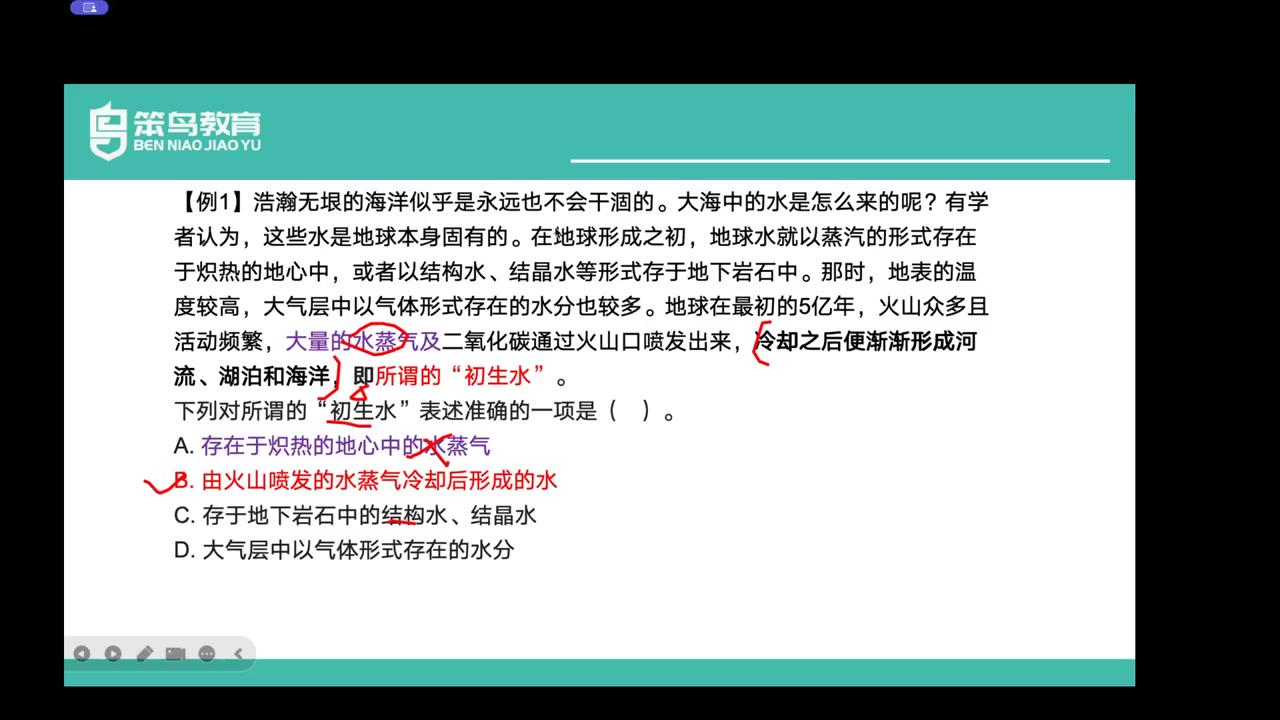 笨鸟教育
BEN NIAO JIAO YU
【例1】浩瀚无垠的海洋似乎是永远也不会干涸的。大海中的水是怎么来的呢？有学
者认为，这些水是地球本身固有的。在地球形成之初，地球水就以蒸汽的形式存在
于炽热的地心中，或者以结构水、结晶水等形式存于地下岩石中。那时，地表的温
度较高，大气层中以气体形式存在的水分也较多。地球在最初的5亿年，火山众多且
活动频繁，大量的水蒸气及二氧化碳通过火山口喷发出来，冷却之后便渐渐形成河
流、湖泊和海洋，即所谓的“初生水”。
下列对所谓的“初生水”表述准确的一项是（ ）。
A. 存在于炽热的地心中的水蒸气
B. 由火山喷发的水蒸气冷却后形成的水
C. 存于地下岩石中的结构水、结晶水
D. 大气层中以气体形式存在的水分